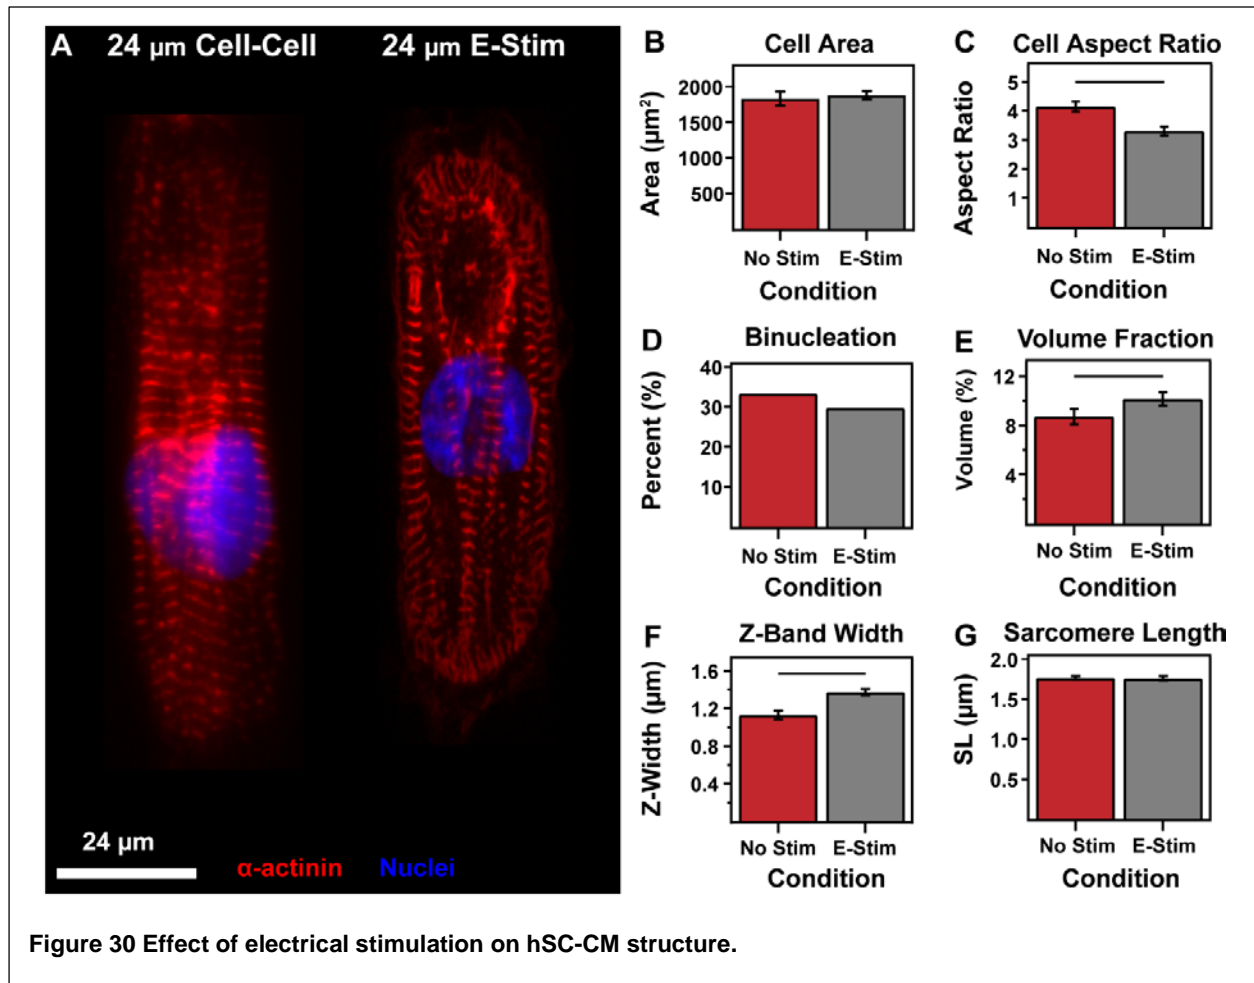 A 24 μm Cell-Cell 24 μm E-Stim
24 μm
α-actinin Nuclei
B Cell Area
Area (μm²)
2000
1500
1000
500
No Stim E-Stim
Condition
C Cell Aspect Ratio
Aspect Ratio
5
4
3
2
1
No Stim E-Stim
Condition
D Binucleation
Percent (%)
40
30
20
10
No Stim E-Stim
Condition
E Volume Fraction
Volume (%)
12
8
4
No Stim E-Stim
Condition
F Z-Band Width
Z-Width (μm)
1.6
1.2
0.8
0.4
No Stim E-Stim
Condition
G Sarcomere Length
SL (μm)
2.0
1.5
1.0
0.5
No Stim E-Stim
Condition
Figure 30 Effect of electrical stimulation on hSC-CM structure.